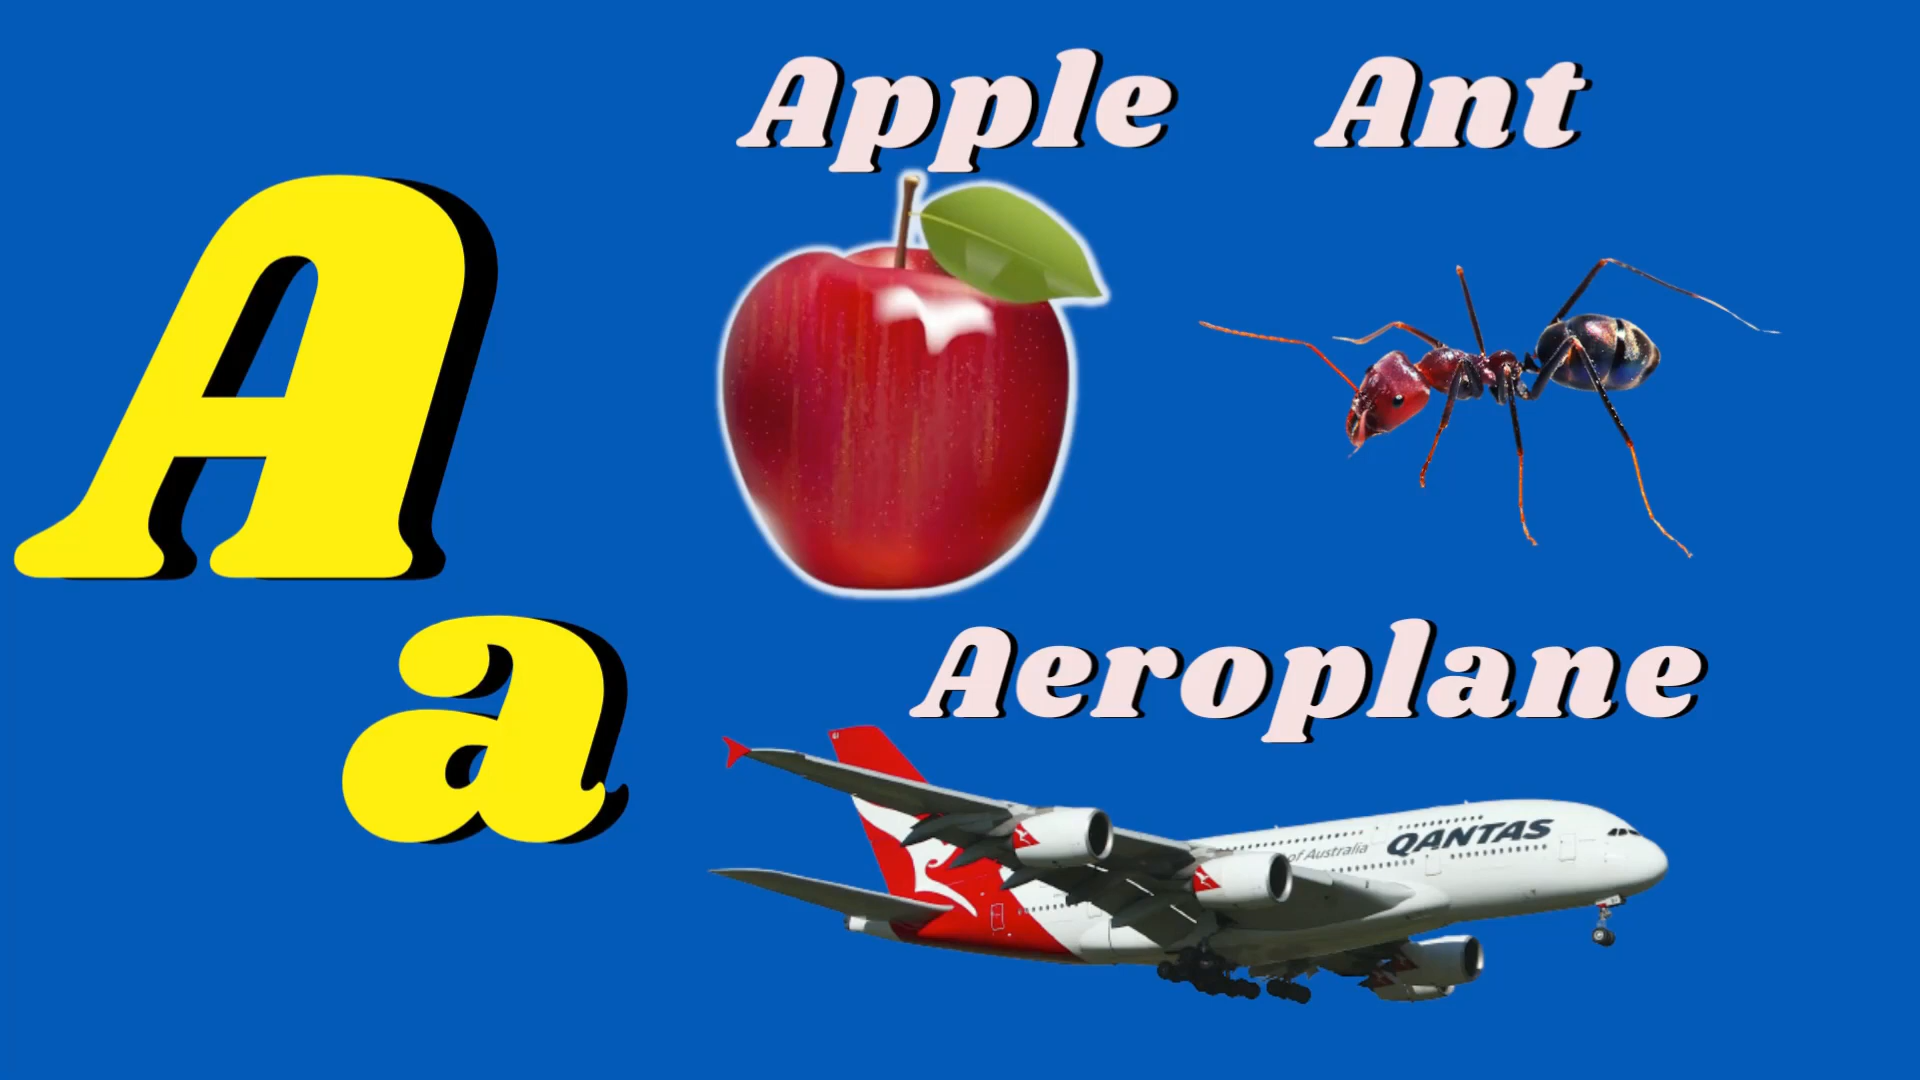 A
a
Apple
Ant
Aeroplane
of Australia
QANTAS